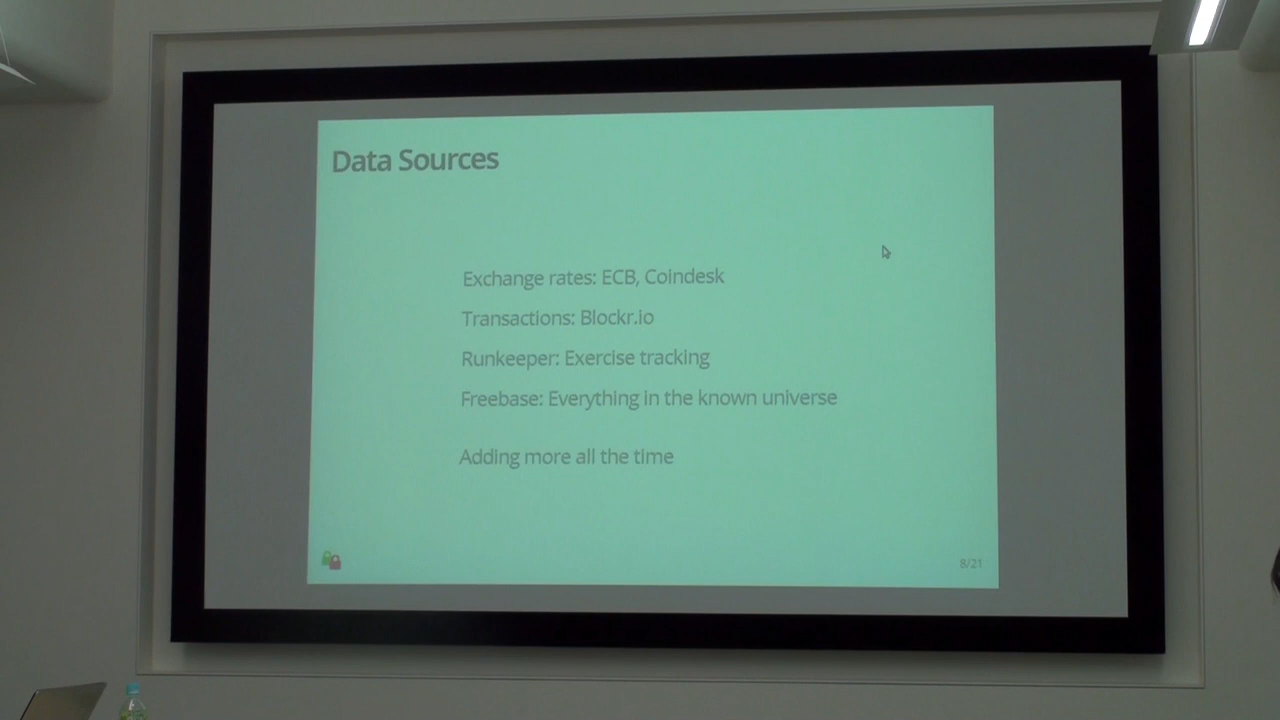 Data Sources
Exchange rates: ECB, Coindesk
Transactions: Blockr.io
Runkeeper: Exercise tracking
Freebase: Everything in the known universe
Adding more all the time
8/21